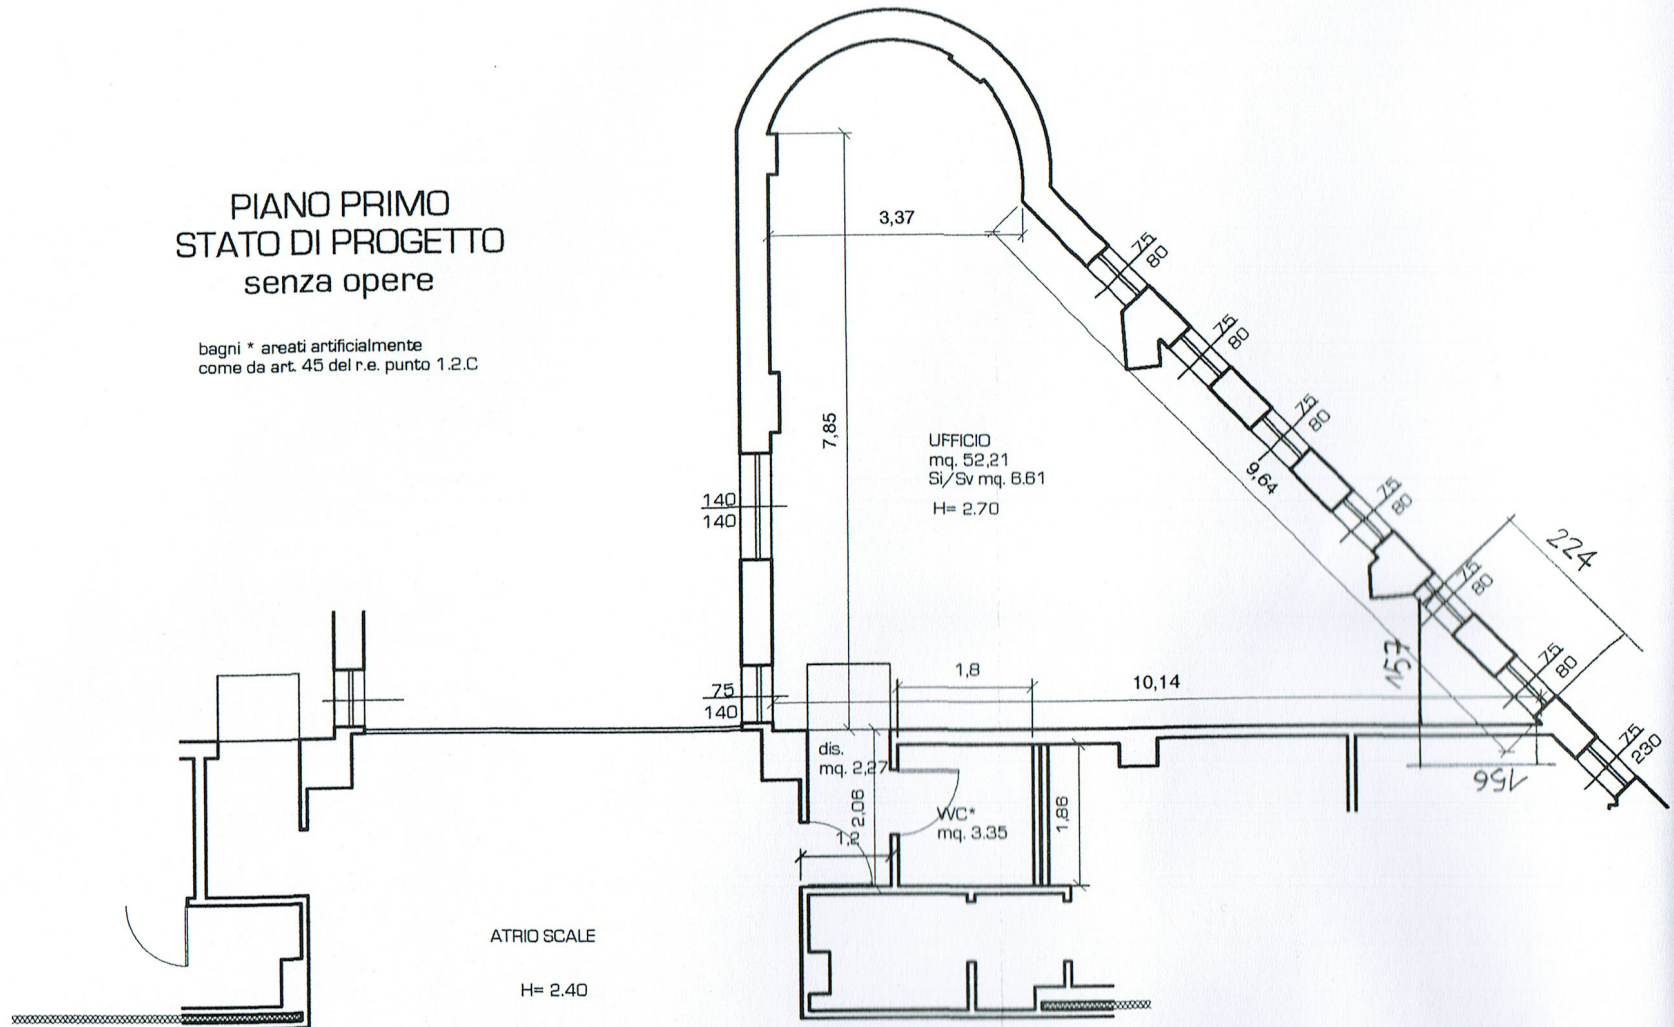 PIANO PRIMO
STATO DI PROGETTO
senza opere
bagni * areati artificialmente
come da art. 45 del r.e. punto 1.2.C
3,37
75
80
75
80
75
80
7,85
UFFICIO
mq. 52,21
Si/Sv mq. 6.61
H= 2.70
9,64
75
80
140
140
224
75
80
157
75
80
1,8
10,14
75
140
75
230
156
dis.
mq. 2,27
2,06
1,2
WC*
mq. 3.35
1,86
ATRIO SCALE
H= 2.40